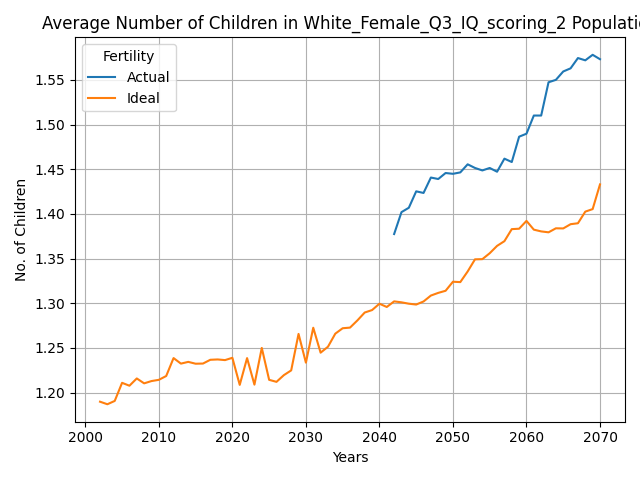 Average Number of Children in White_Female_Q3_IQ_scoring_2 Populatio
Fertility
Actual
Ideal
No. of Children
1.55
1.50
1.45
1.40
1.35
1.30
1.25
1.20
2000 2010 2020 2030 2040 2050 2060 2070
Years